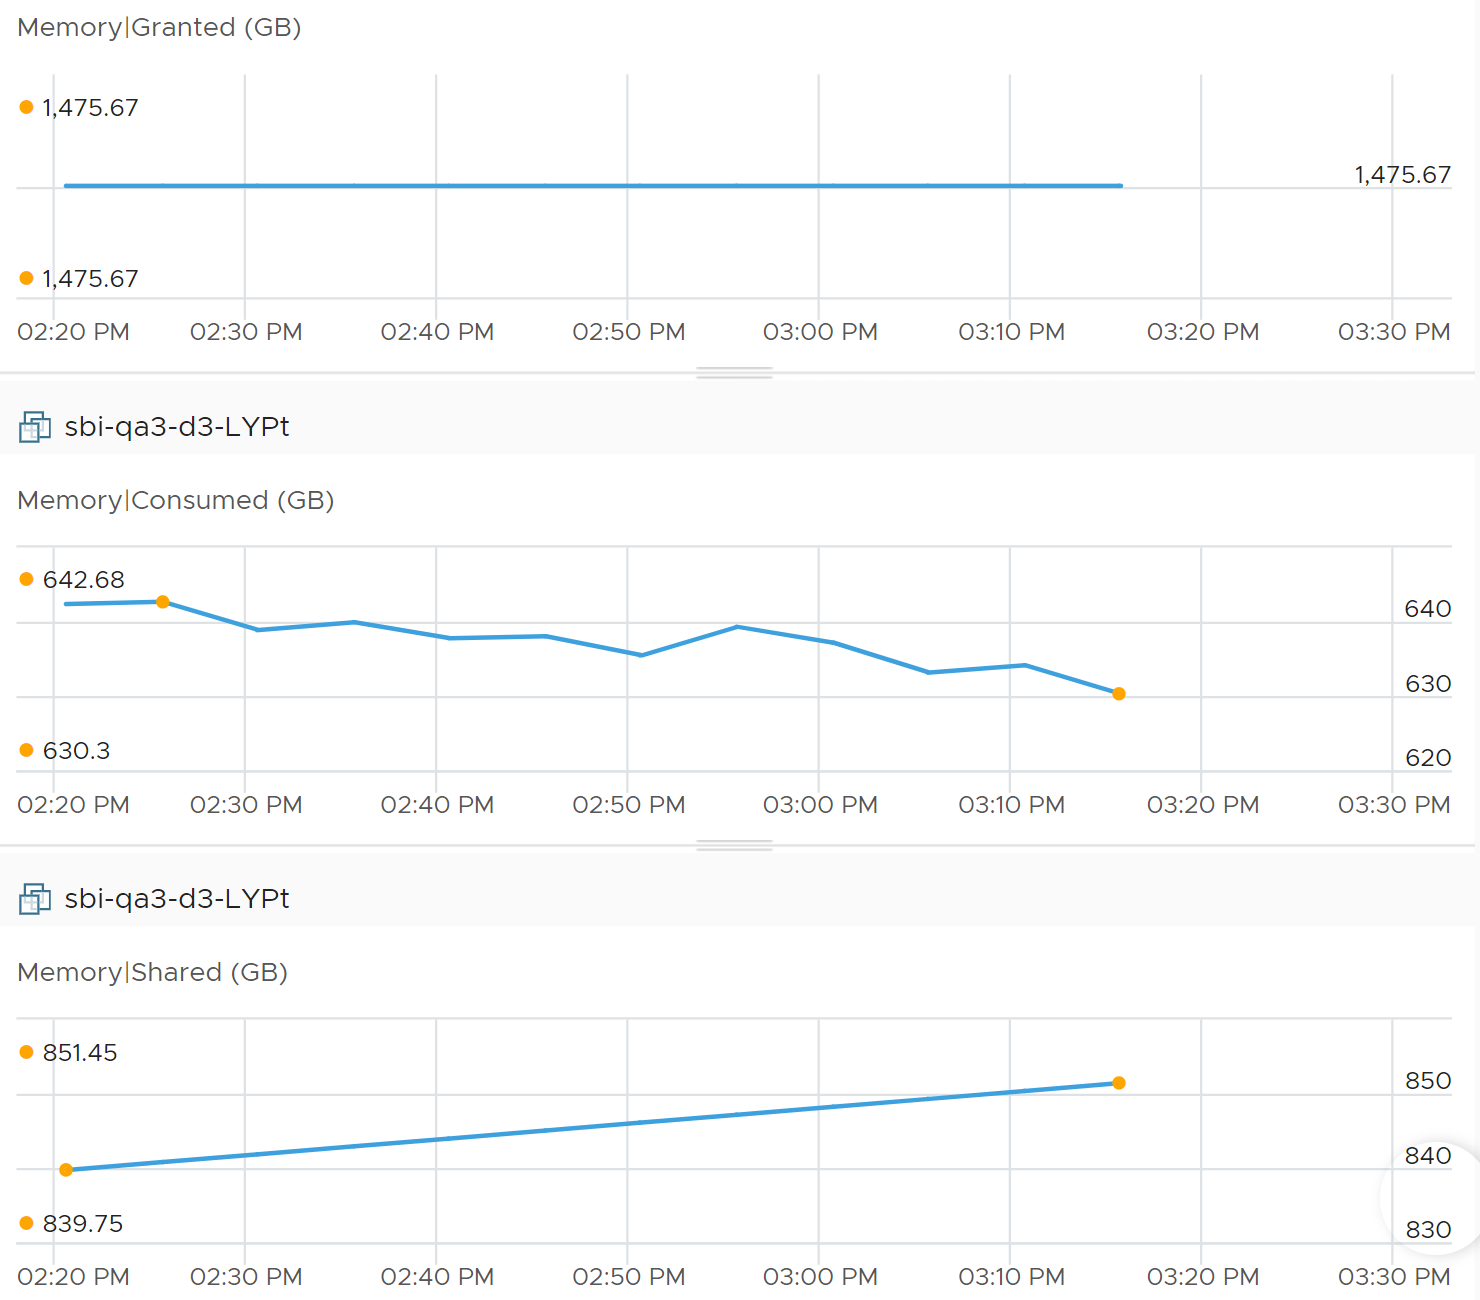 Memory|Granted (GB)
1,475.67
1,475.67
1,475.67
02:20 PM 02:30 PM 02:40 PM 02:50 PM 03:00 PM 03:10 PM 03:20 PM 03:30 PM
sbi-qa3-d3-LYPt
Memory|Consumed (GB)
642.68
640
630
630.3
620
02:20 PM 02:30 PM 02:40 PM 02:50 PM 03:00 PM 03:10 PM 03:20 PM 03:30 PM
sbi-qa3-d3-LYPt
Memory|Shared (GB)
851.45
850
840
839.75
830
02:20 PM 02:30 PM 02:40 PM 02:50 PM 03:00 PM 03:10 PM 03:20 PM 03:30 PM